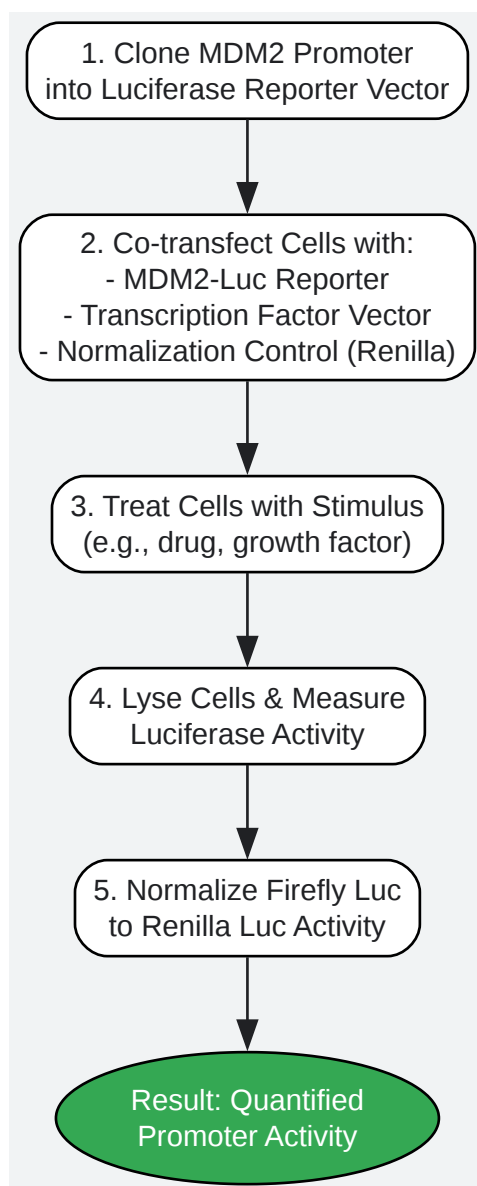 1. Clone MDM2 Promoter
into Luciferase Reporter Vector
2. Co-transfect Cells with:
- MDM2-Luc Reporter
- Transcription Factor Vector
- Normalization Control (Renilla)
3. Treat Cells with Stimulus
(e.g., drug, growth factor)
4. Lyse Cells & Measure
Luciferase Activity
5. Normalize Firefly Luc
to Renilla Luc Activity
Result: Quantified
Promoter Activity